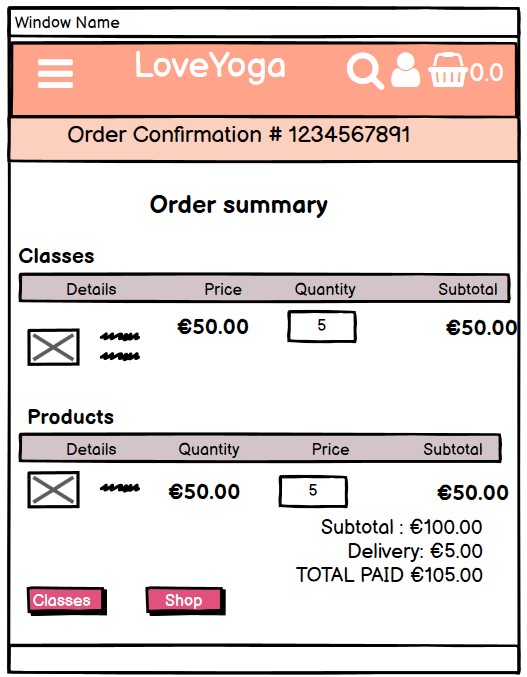 Window Name
LoveYoga 0.0
Order Confirmation # 1234567891
Order summary
Classes
Details Price Quantity Subtotal
€50.00 5 €50.00
Products
Details Quantity Price Subtotal
€50.00 5 €50.00
Subtotal : €100.00
Delivery: €5.00
TOTAL PAID €105.00
Classes Shop